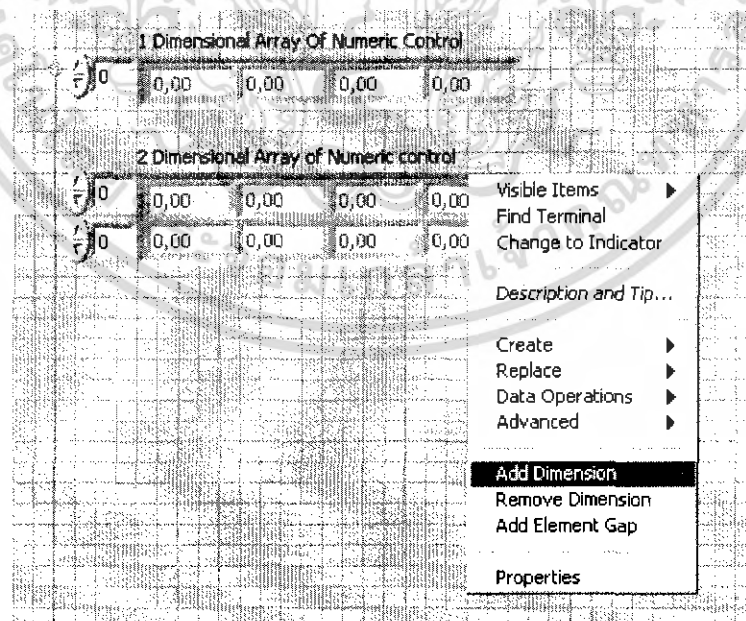 1 Dimensional Array Of Numeric Control
0 0,00 0,00 0,00 0,00
2 Dimensional Array of Numeric control
0 0,00 0,00 0,00 0,00
0 0,00 0,00 0,00 0,00
Visible Items
Find Terminal
Change to Indicator
Description and Tip...
Create
Replace
Data Operations
Advanced
Add Dimension
Remove Dimension
Add Element Gap
Properties